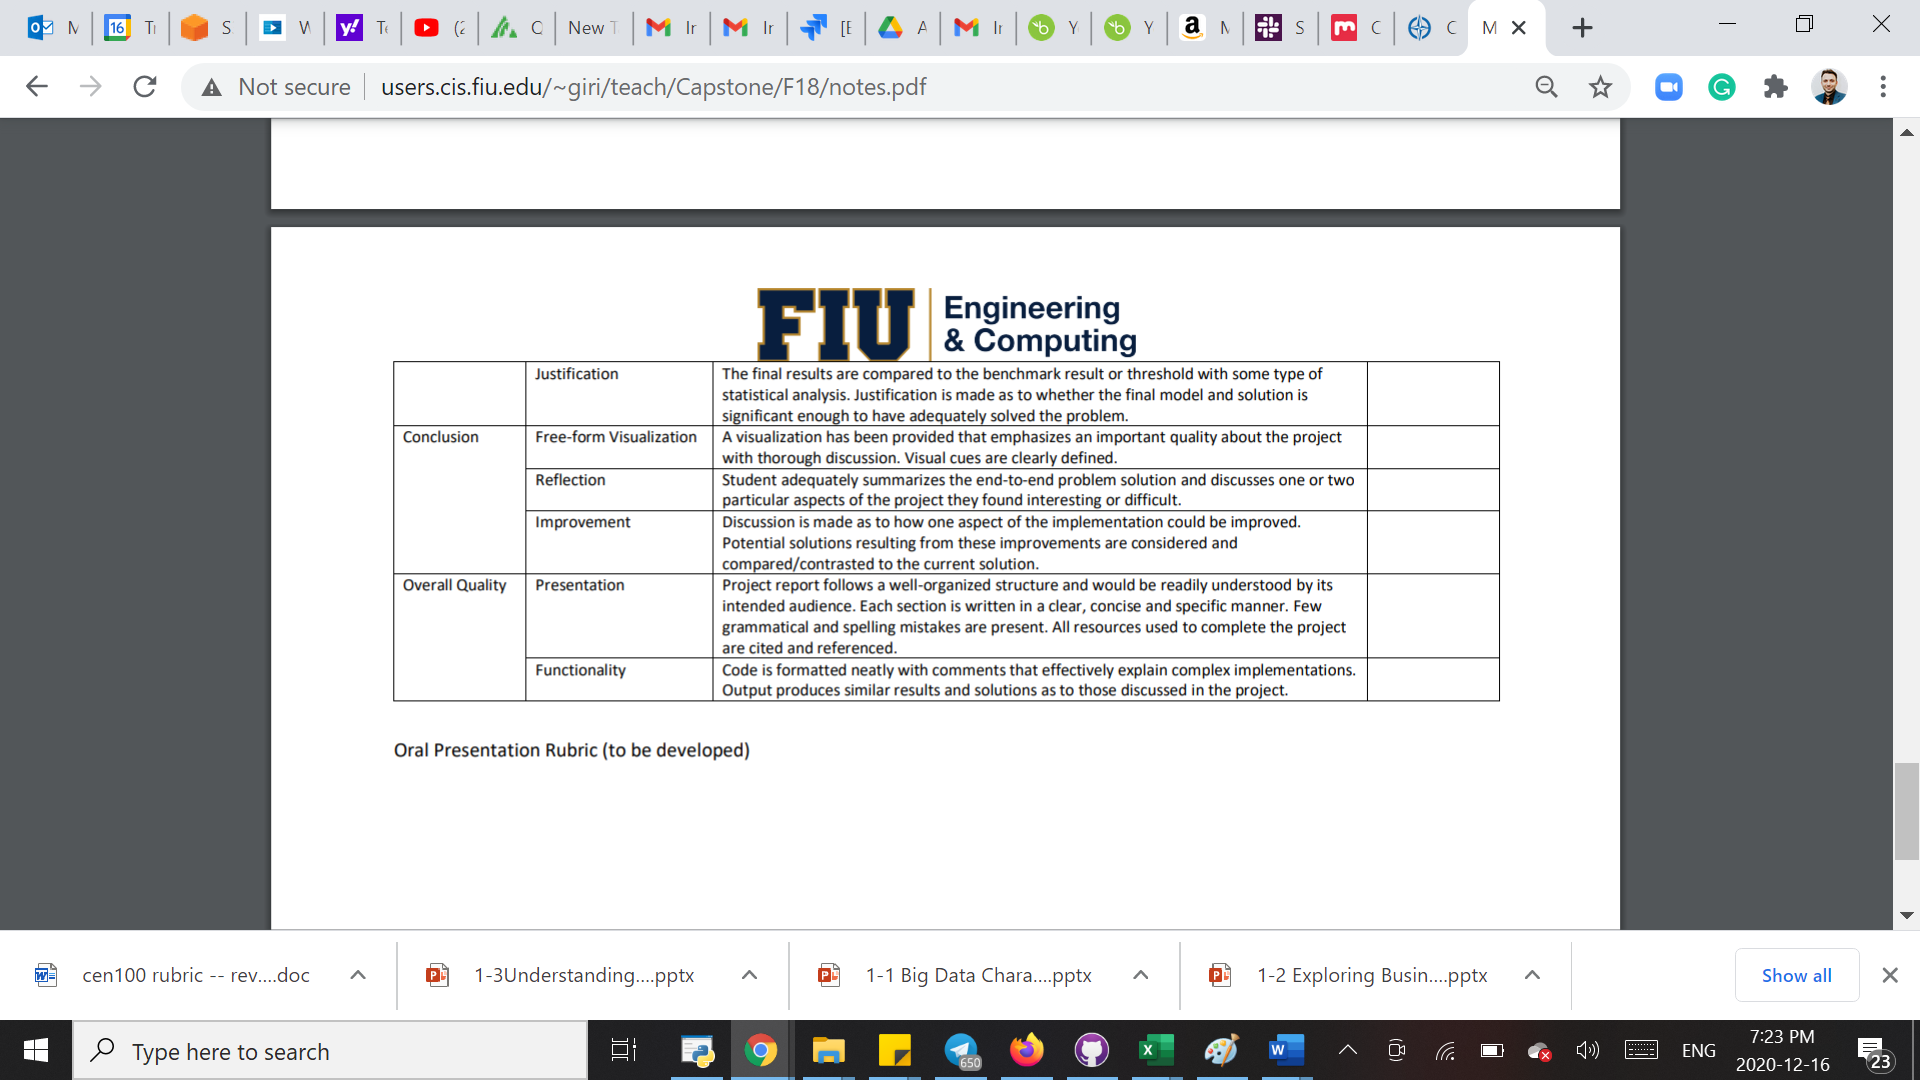 M 16 Ti S W y! Te (2 C New T Ir Ir [E A Ir Y Y a M S C C M
Not secure users.cis.fiu.edu/~giri/teach/Capstone/F18/notes.pdf
FIU Engineering
& Computing
Justification The final results are compared to the benchmark result or threshold with some type of
statistical analysis. Justification is made as to whether the final model and solution is
significant enough to have adequately solved the problem.
Conclusion Free-form Visualization A visualization has been provided that emphasizes an important quality about the project
with thorough discussion. Visual cues are clearly defined.
Reflection Student adequately summarizes the end-to-end problem solution and discusses one or two
particular aspects of the project they found interesting or difficult.
Improvement Discussion is made as to how one aspect of the implementation could be improved.
Potential solutions resulting from these improvements are considered and
compared/contrasted to the current solution.
Overall Quality Presentation Project report follows a well-organized structure and would be readily understood by its
intended audience. Each section is written in a clear, concise and specific manner. Few
grammatical and spelling mistakes are present. All resources used to complete the project
are cited and referenced.
Functionality Code is formatted neatly with comments that effectively explain complex implementations.
Output produces similar results and solutions as to those discussed in the project.
Oral Presentation Rubric (to be developed)
cen100 rubric -- rev....doc 1-3Understanding....pptx 1-1 Big Data Chara....pptx 1-2 Exploring Busin....pptx Show all
Type here to search 650 ENG 7:23 PM
2020-12-16 23